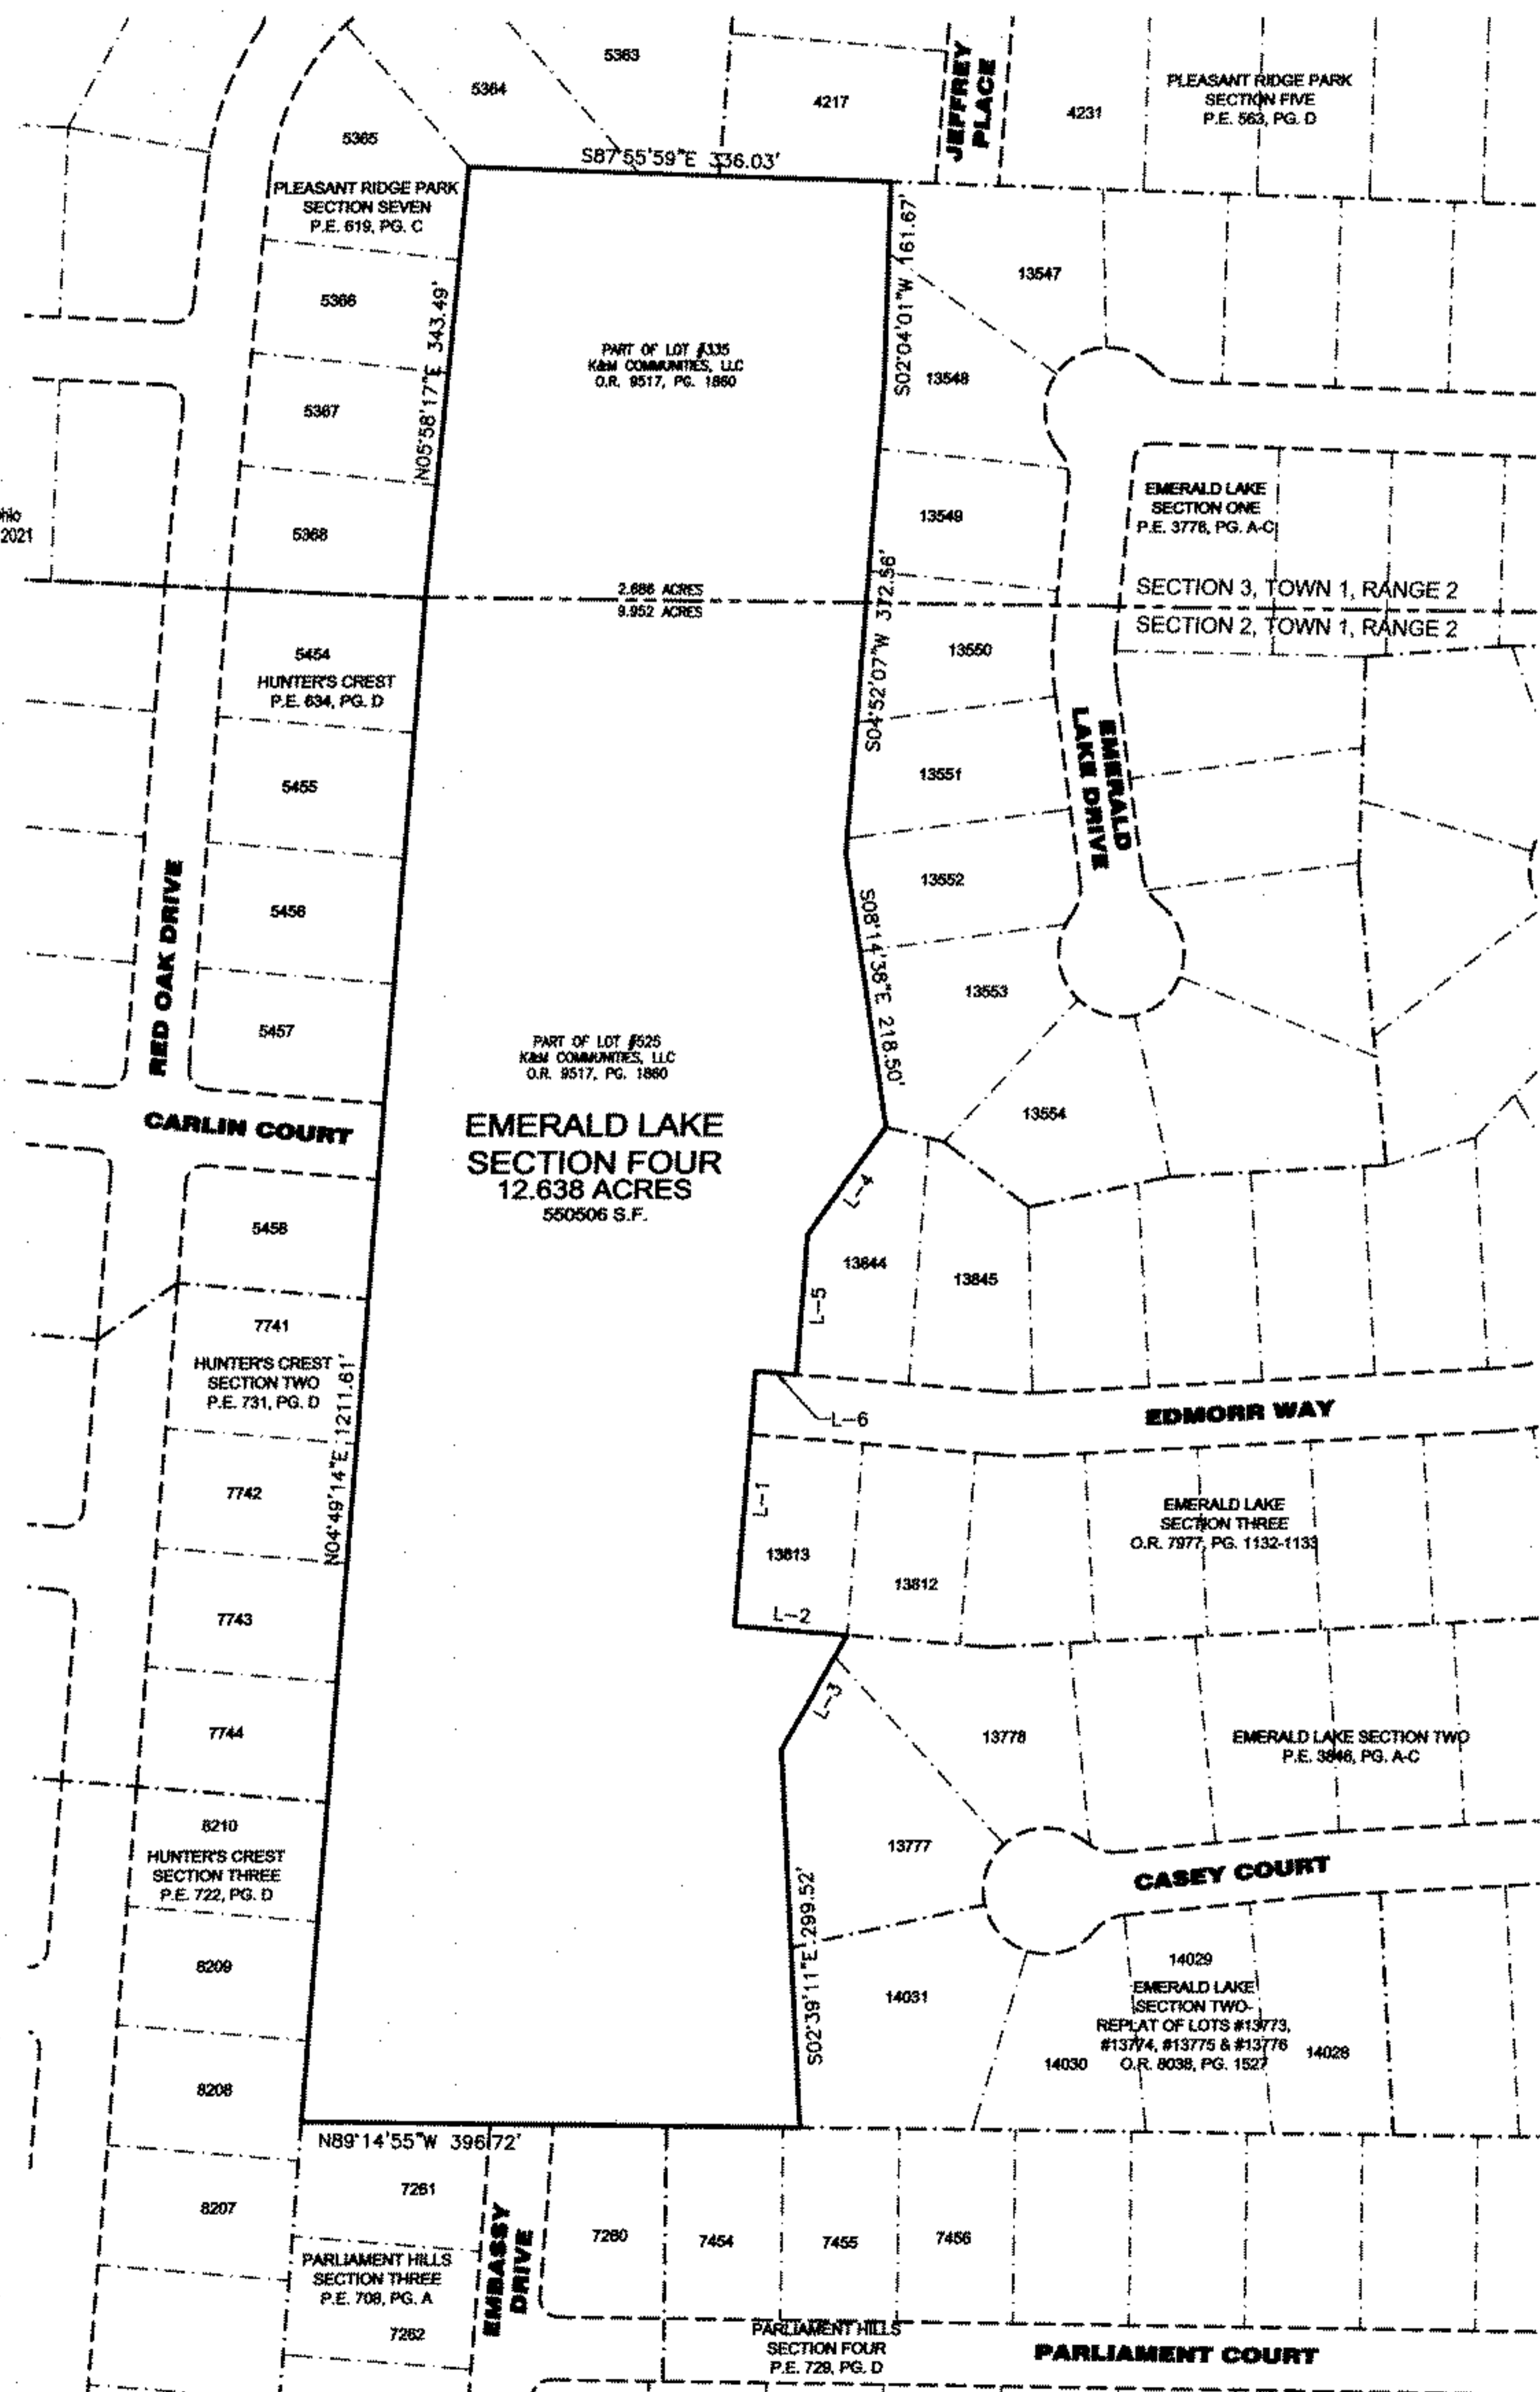 5363
5364
4217
JEFFREY
PLACE
4231
PLEASANT RIDGE PARK
SECTION FIVE
P.E. 563, PG. D
5365
S87°55'59"E 336.03'
PLEASANT RIDGE PARK
SECTION SEVEN
P.E. 619, PG. C
S02°04'01"W 161.67'
13547
5366
N05°58'17"E 343.49'
PART OF LOT #335
K&M COMMUNITIES, LLC
O.R. 9517, PG. 1860
13548
5367
EMERALD LAKE
SECTION ONE
P.E. 3778, PG. A-C
13549
2021
5368
S04°52'07"W 372.56'
2.686 ACRES
9.952 ACRES
SECTION 3, TOWN 1, RANGE 2
SECTION 2, TOWN 1, RANGE 2
5454
HUNTER'S CREST
P.E. 634, PG. D
13550
EMERALD
LAKE DRIVE
13551
5455
13552
RED OAK DRIVE
5456
S08°14'38"E 218.50'
13553
5457
PART OF LOT #525
K&M COMMUNITIES, LLC
O.R. 9517, PG. 1860
CARLIN COURT
EMERALD LAKE
SECTION FOUR
12.638 ACRES
550506 S.F.
13554
L-4
5458
13644
13645
L-5
7741
HUNTER'S CREST
SECTION TWO
P.E. 731, PG. D
N04°49'14"E 1211.61'
L-6
EDMORR WAY
7742
L-1
EMERALD LAKE
SECTION THREE
O.R. 7977, PG. 1132-1133
13613
13612
L-2
7743
L-3
7744
13778
EMERALD LAKE SECTION TWO
P.E. 3846, PG. A-C
8210
HUNTER'S CREST
SECTION THREE
P.E. 722, PG. D
13777
CASEY COURT
S02°39'11"E 299.52'
8209
14031
14029
EMERALD LAKE
SECTION TWO-
REPLAT OF LOTS #13773,
#13774, #13775 & #13776
O.R. 8038, PG. 1527
14030
14028
8208
N89°14'55"W 396.72'
7261
8207
EMBASSY
DRIVE
7260
7454
7455
7456
PARLIAMENT HILLS
SECTION THREE
P.E. 708, PG. A
7262
PARLIAMENT HILLS
SECTION FOUR
P.E. 729, PG. D
PARLIAMENT COURT